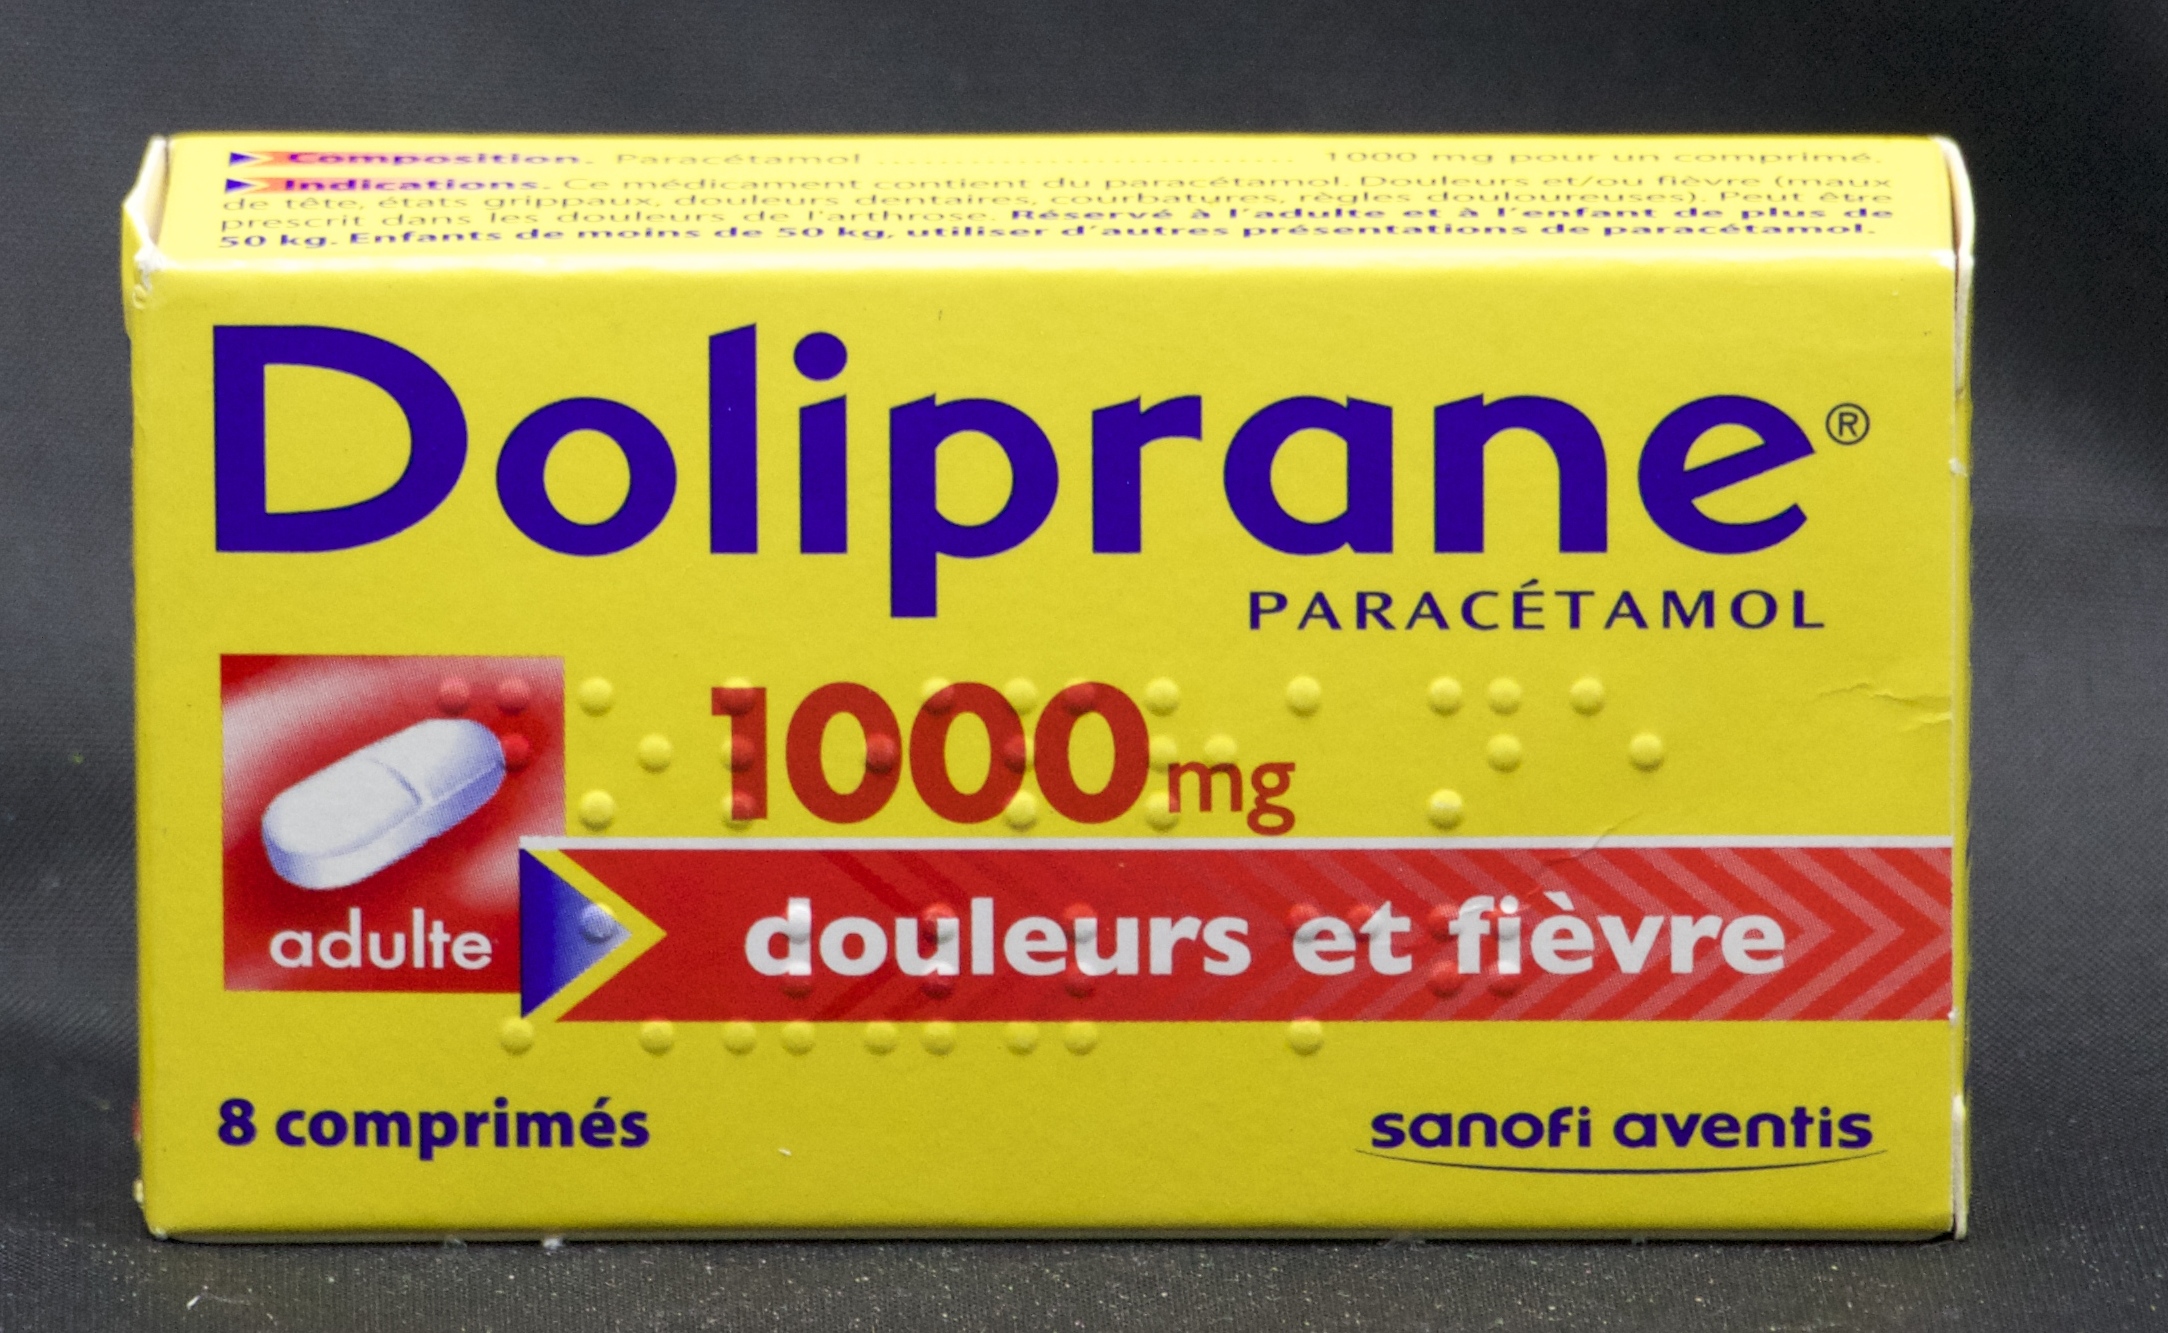 Composition. Paracétamol ........................................ 1000 mg pour un comprimé.
Indications. Ce médicament contient du paracétamol. Douleurs et/ou fièvre (maux
de tête, états grippaux, douleurs dentaires, courbatures, règles douloureuses). Peut être
prescrit dans les douleurs de l'arthrose. Réservé à l'adulte et à l'enfant de plus de
50 kg. Enfants de moins de 50 kg, utiliser d'autres présentations de paracétamol.
Doliprane®
PARACÉTAMOL
1000 mg
adulte
douleurs et fièvre
8 comprimés
sanofi aventis